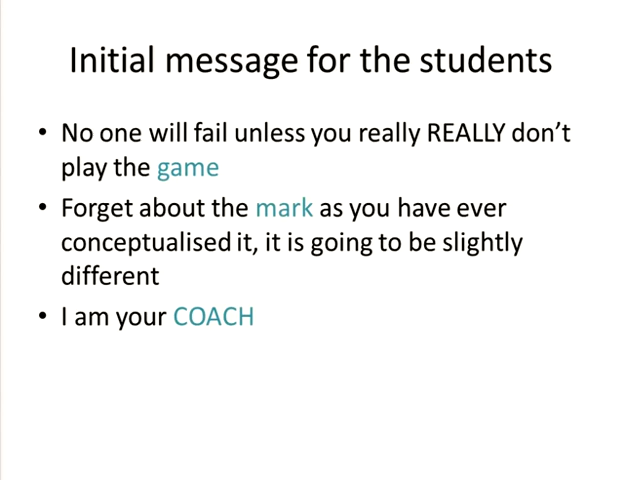 Initial message for the students
• No one will fail unless you really REALLY don’t
play the game
• Forget about the mark as you have ever
conceptualised it, it is going to be slightly
different
• I am your COACH